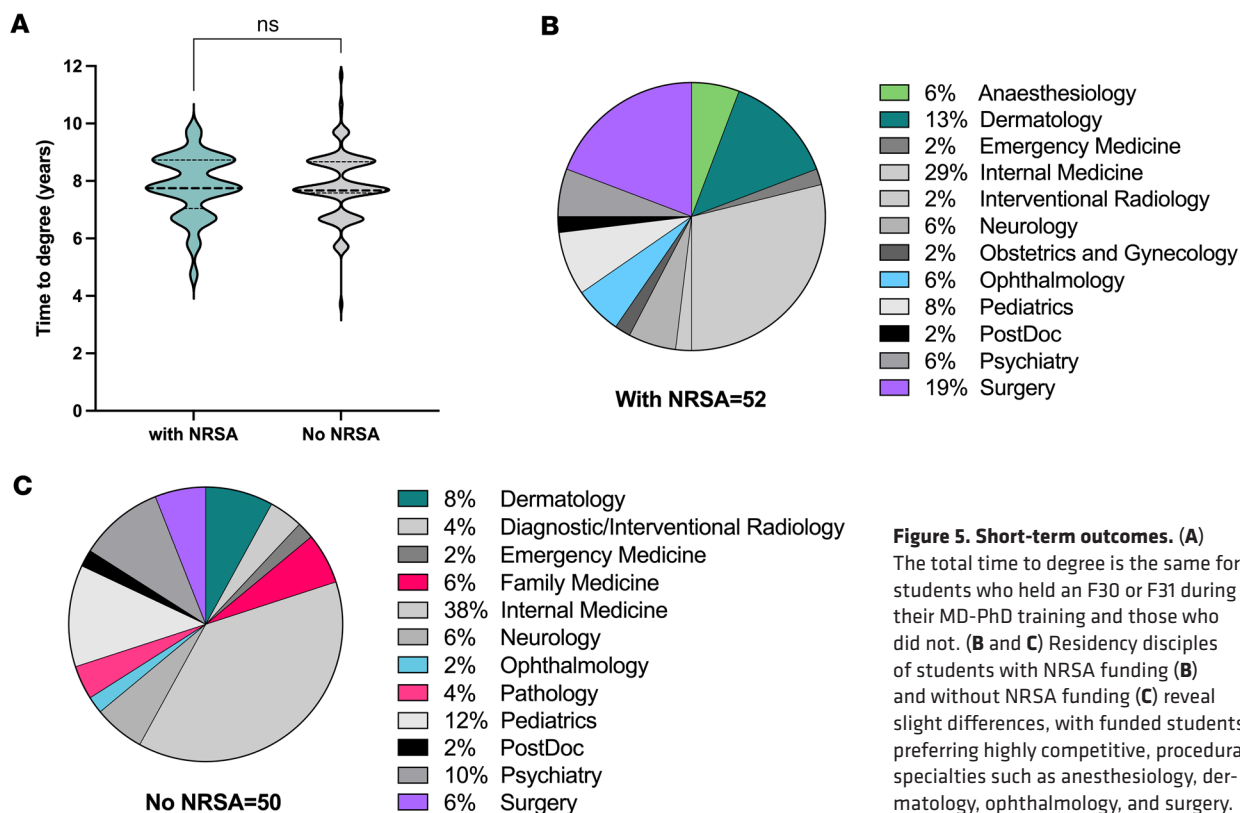 A
ns
Time to degree (years)
12
10
8
6
4
2
0
with NRSA
No NRSA
B
6% Anaesthesiology
13% Dermatology
2% Emergency Medicine
29% Internal Medicine
2% Interventional Radiology
6% Neurology
2% Obstetrics and Gynecology
6% Ophthalmology
8% Pediatrics
2% PostDoc
6% Psychiatry
19% Surgery
With NRSA=52
C
8% Dermatology
4% Diagnostic/Interventional Radiology
2% Emergency Medicine
6% Family Medicine
38% Internal Medicine
6% Neurology
2% Ophthalmology
4% Pathology
12% Pediatrics
2% PostDoc
10% Psychiatry
6% Surgery
No NRSA=50
Figure 5. Short-term outcomes. (A)
The total time to degree is the same for
students who held an F30 or F31 during
their MD-PhD training and those who
did not. (B and C) Residency disciples
of students with NRSA funding (B)
and without NRSA funding (C) reveal
slight differences, with funded students
preferring highly competitive, procedura
specialties such as anesthesiology, der-
matology, ophthalmology, and surgery.